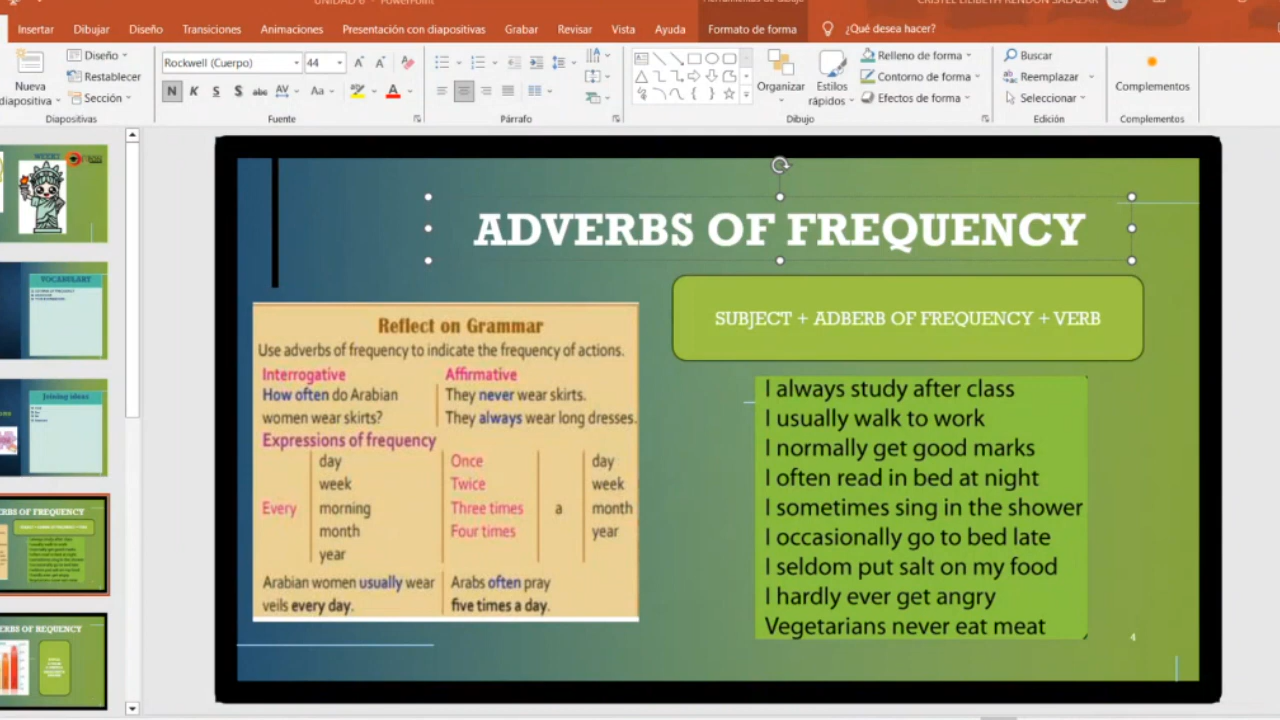 UNIDAD 6 - PowerPoint
CRISTEL LILIBETH RENDON SALAZAR
Insertar Dibujar Diseño Transiciones Animaciones Presentación con diapositivas Grabar Revisar Vista Ayuda Formato de forma ¿Qué desea hacer?
Nueva diapositiva
Diseño
Restablecer
Sección
Diapositivas
Rockwell (Cuerpo) 44
N K S S abc AV Aa A
Fuente
Párrafo
Organizar
Estilos rápidos
Relleno de forma
Contorno de forma
Efectos de forma
Dibujo
Buscar
Reemplazar
Seleccionar
Edición
Complementos
Complementos
VOCABULARY
Joining ideas
ADVERBS OF FREQUENCY
SUBJECT + ADBERB OF FREQUENCY + VERB
Reflect on Grammar
Use adverbs of frequency to indicate the frequency of actions.
Interrogative Affirmative
How often do Arabian They never wear skirts.
women wear skirts? They always wear long dresses.
Expressions of frequency
day Once day
week Twice week
Every morning Three times a month
month Four times year
year
Arabian women usually wear Arabs often pray
veils every day. five times a day.
I always study after class
I usually walk to work
I normally get good marks
I often read in bed at night
I sometimes sing in the shower
I occasionally go to bed late
I seldom put salt on my food
I hardly ever get angry
Vegetarians never eat meat
4